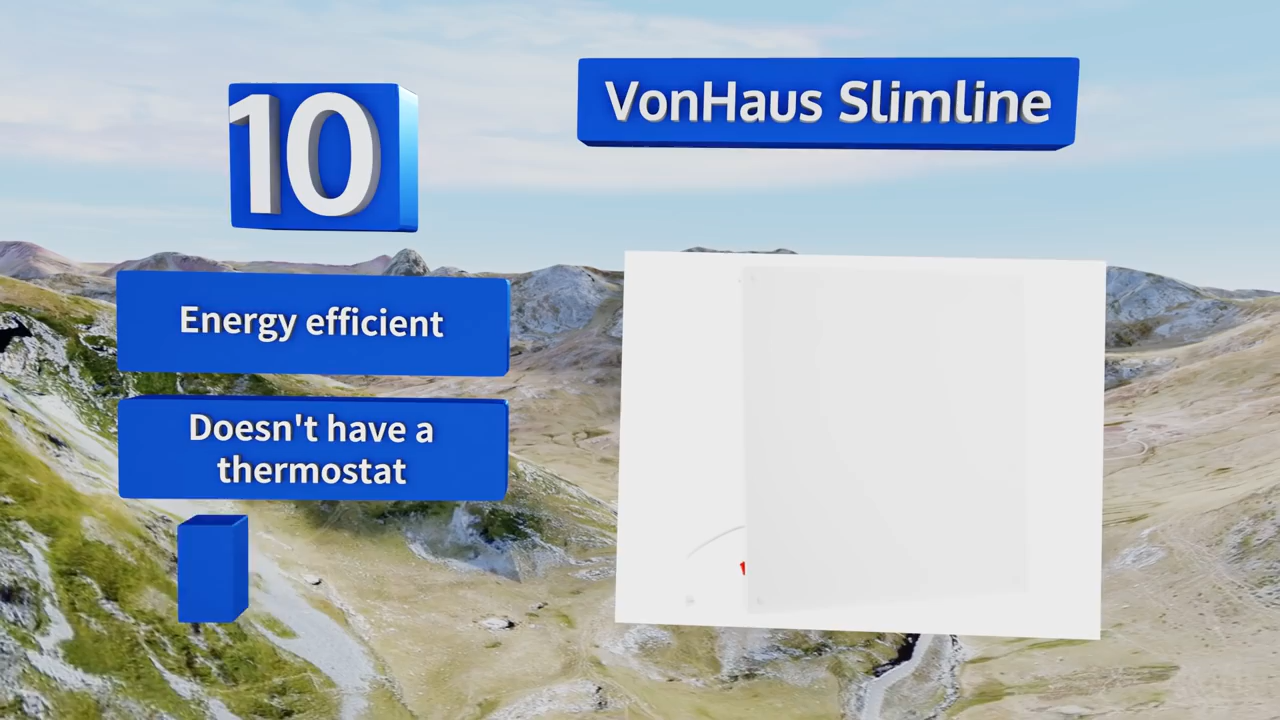 10
VonHaus Slimline
Energy efficient
Doesn't have a
thermostat